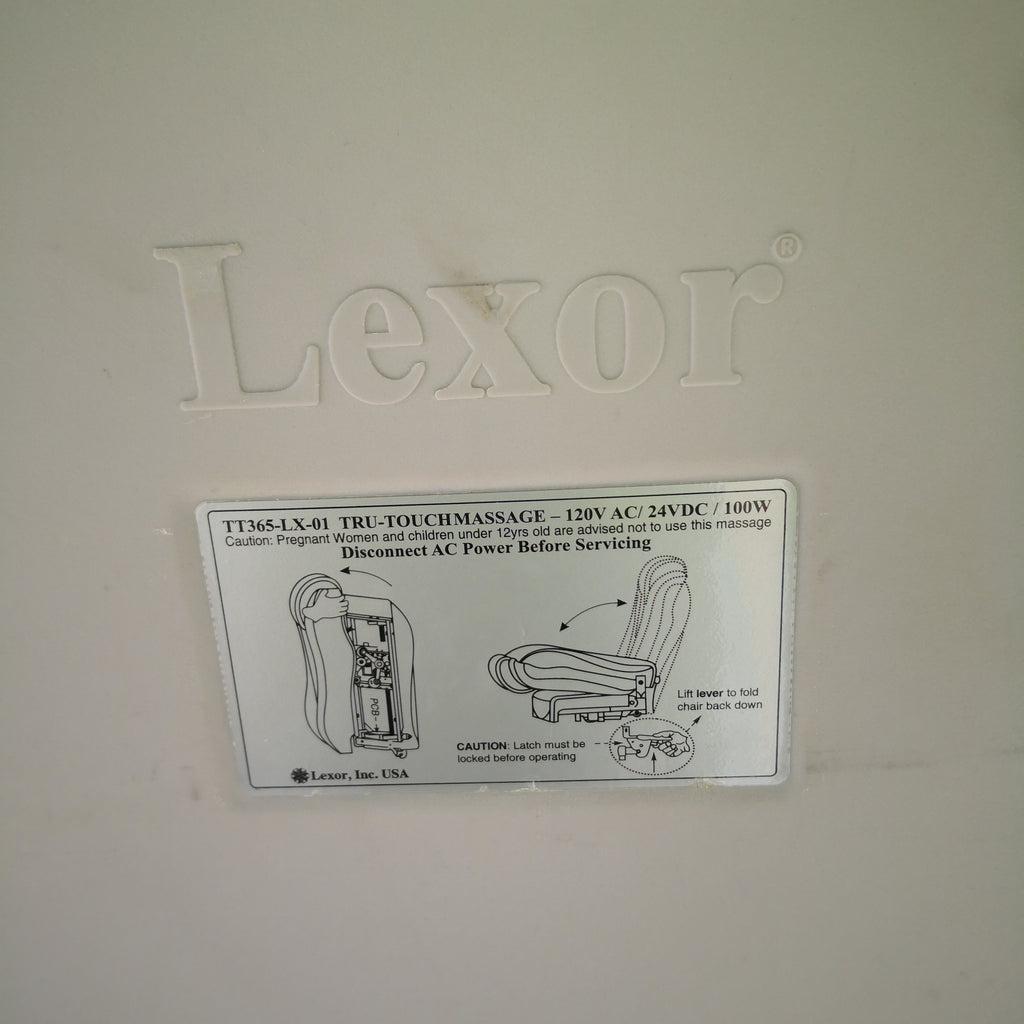 Lexor®
TT365-LX-01 TRU-TOUCH MASSAGE – 120V AC/ 24VDC / 100W
Caution: Pregnant Women and children under 12yrs old are advised not to use this massage
Disconnect AC Power Before Servicing
PCB
Lift lever to fold
chair back down
CAUTION: Latch must be
locked before operating
Lexor, Inc. USA